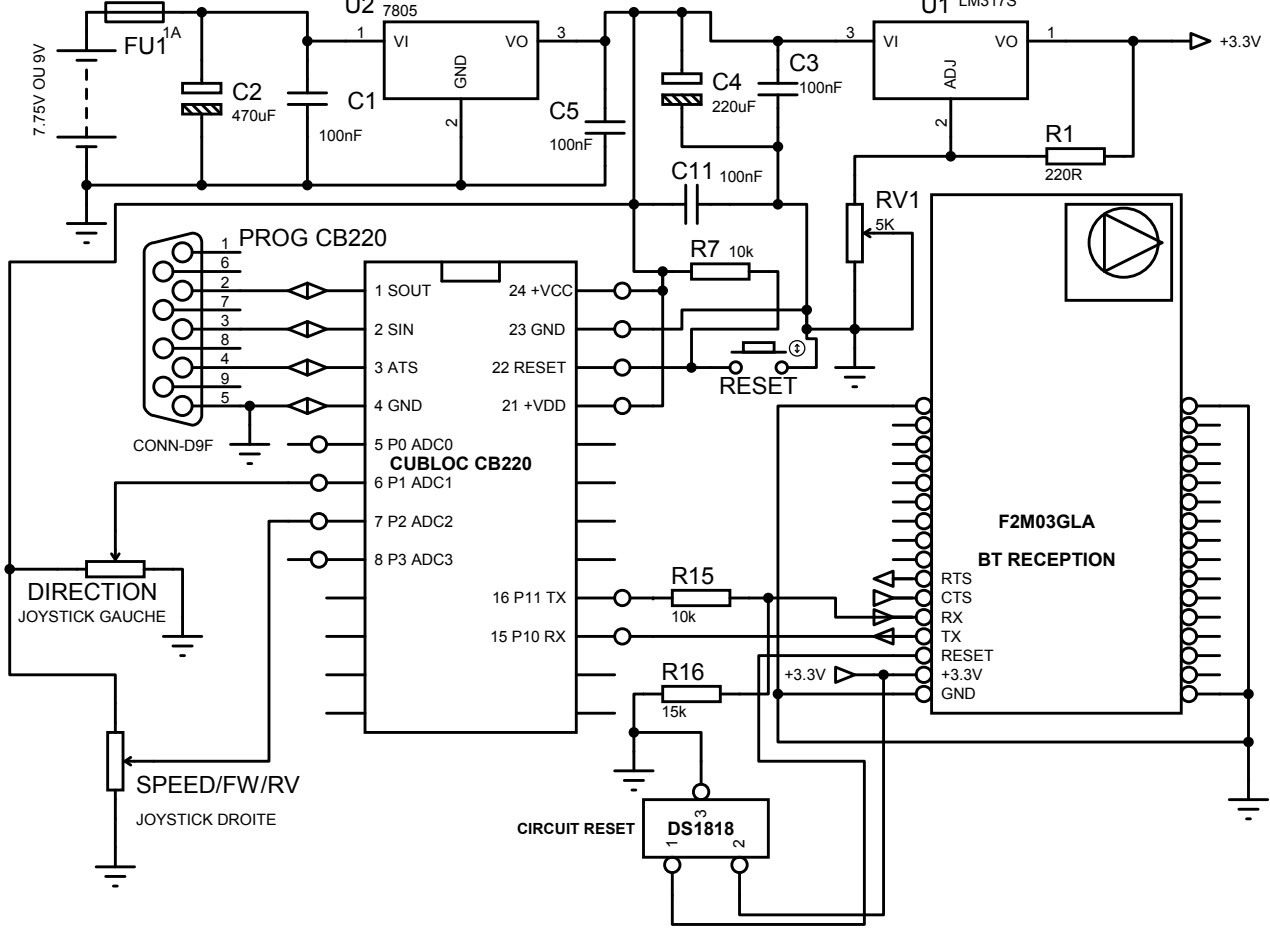 U2 7805
U1 LM317S
FU1 1A
7.75V OU 9V
1 VI VO 3
GND
2
C2
470uF
C1
100nF
C5
100nF
C4
220uF
C3
100nF
3 VI VO 1
ADJ
2
+3.3V
R1
220R
C11 100nF
RV1
5K
PROG CB220
1
6
2
7
3
8
4
9
5
CONN-D9F
R7 10k
1 SOUT
2 SIN
3 ATS
4 GND
5 P0 ADC0
6 P1 ADC1
7 P2 ADC2
8 P3 ADC3
24 +VCC
23 GND
22 RESET
21 +VDD
CUBLOC CB220
16 P11 TX
15 P10 RX
RESET
DIRECTION
JOYSTICK GAUCHE
R15
10k
R16
15k
+3.3V
F2M03GLA
BT RECEPTION
RTS
CTS
RX
TX
RESET
+3.3V
GND
SPEED/FW/RV
JOYSTICK DROITE
CIRCUIT RESET
DS1818
3
1
2